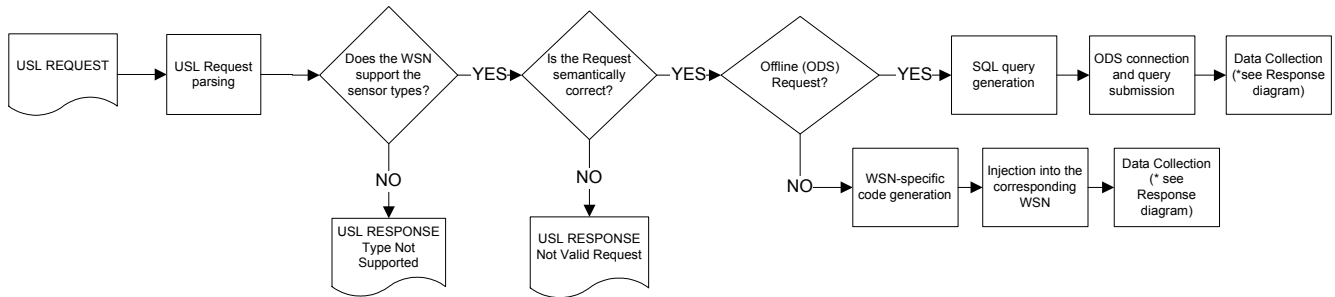 USL REQUEST
USL Request
parsing
Does the WSN
support the
sensor types?
YES
Is the Request
semantically
correct?
YES
Offline (ODS)
Request?
YES
SQL query
generation
ODS connection
and query
submission
Data Collection
(*see Response
diagram)
NO
USL RESPONSE
Type Not
Supported
NO
USL RESPONSE
Not Valid Request
NO
WSN-specific
code generation
Injection into the
corresponding
WSN
Data Collection
(* see
Response
diagram)